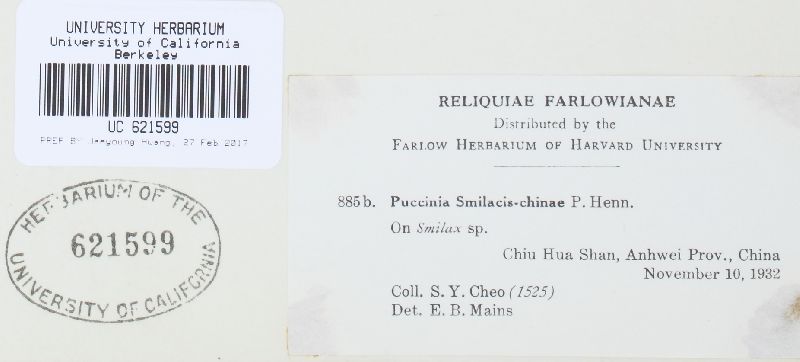 UNIVERSITY HERBARIUM
University of California
Berkeley
UC 621599
PREP BY Jaeyoung Huang, 27 Feb 2017
HERBARIUM OF THE
621599
UNIVERSITY OF CALIFORNIA
RELIQUIAE FARLOWIANAE
Distributed by the
FARLOW HERBARIUM OF HARVARD UNIVERSITY
885b. Puccinia Smilacis-chinae P. Henn.
On Smilax sp.
Chiu Hua Shan, Anhwei Prov., China
November 10, 1932
Coll. S. Y. Cheo (1525)
Det. E. B. Mains